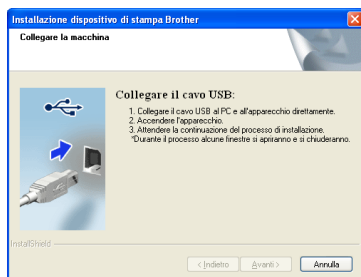 Installazione dispositivo di stampa Brother
Collegare la macchina
Collegare il cavo USB:
1. Collegare il cavo USB al PC e all'apparecchio direttamente.
2. Accendere l'apparecchio.
3. Attendere la continuazione del processo di installazione.
*Durante il processo alcune finestre si apriranno e si chiuderanno.
InstallShield
< Indietro Avanti > Annulla